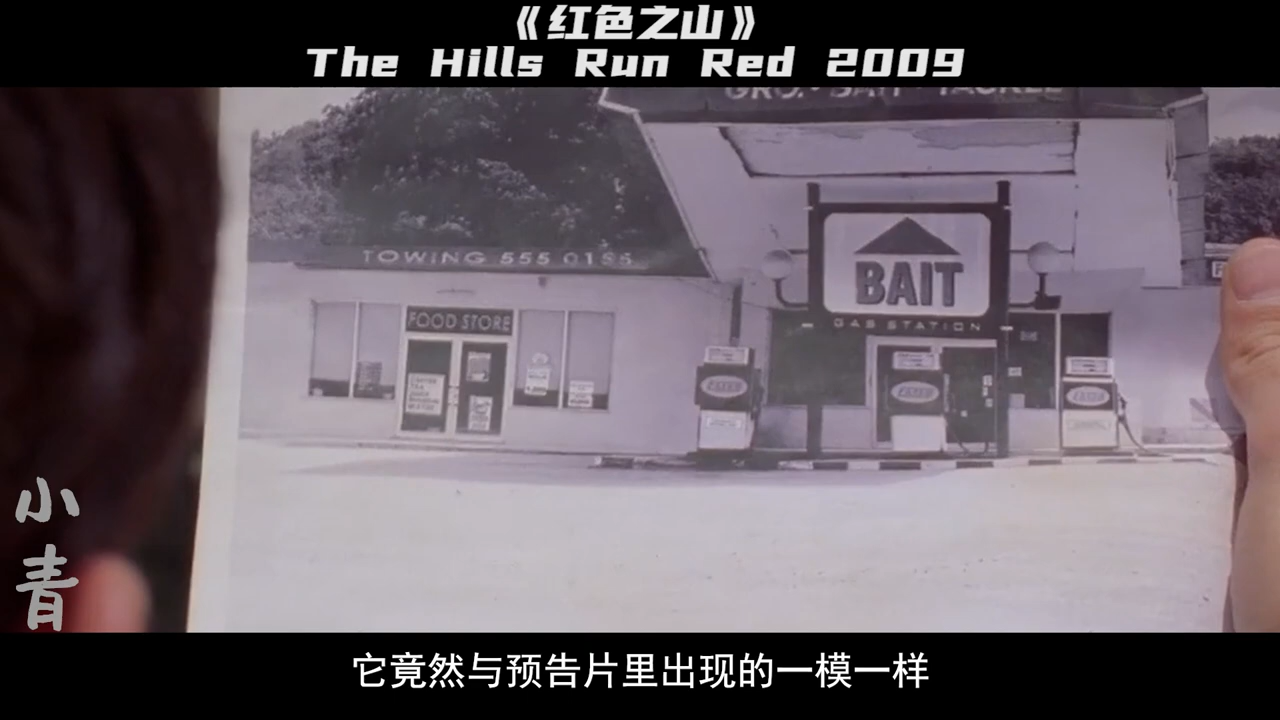 《红色之山》
The Hills Run Red 2009
TOWING 555 0155
FOOD STORE
BAIT
GAS STATION
小
青
它竟然与预告片里出现的一模一样